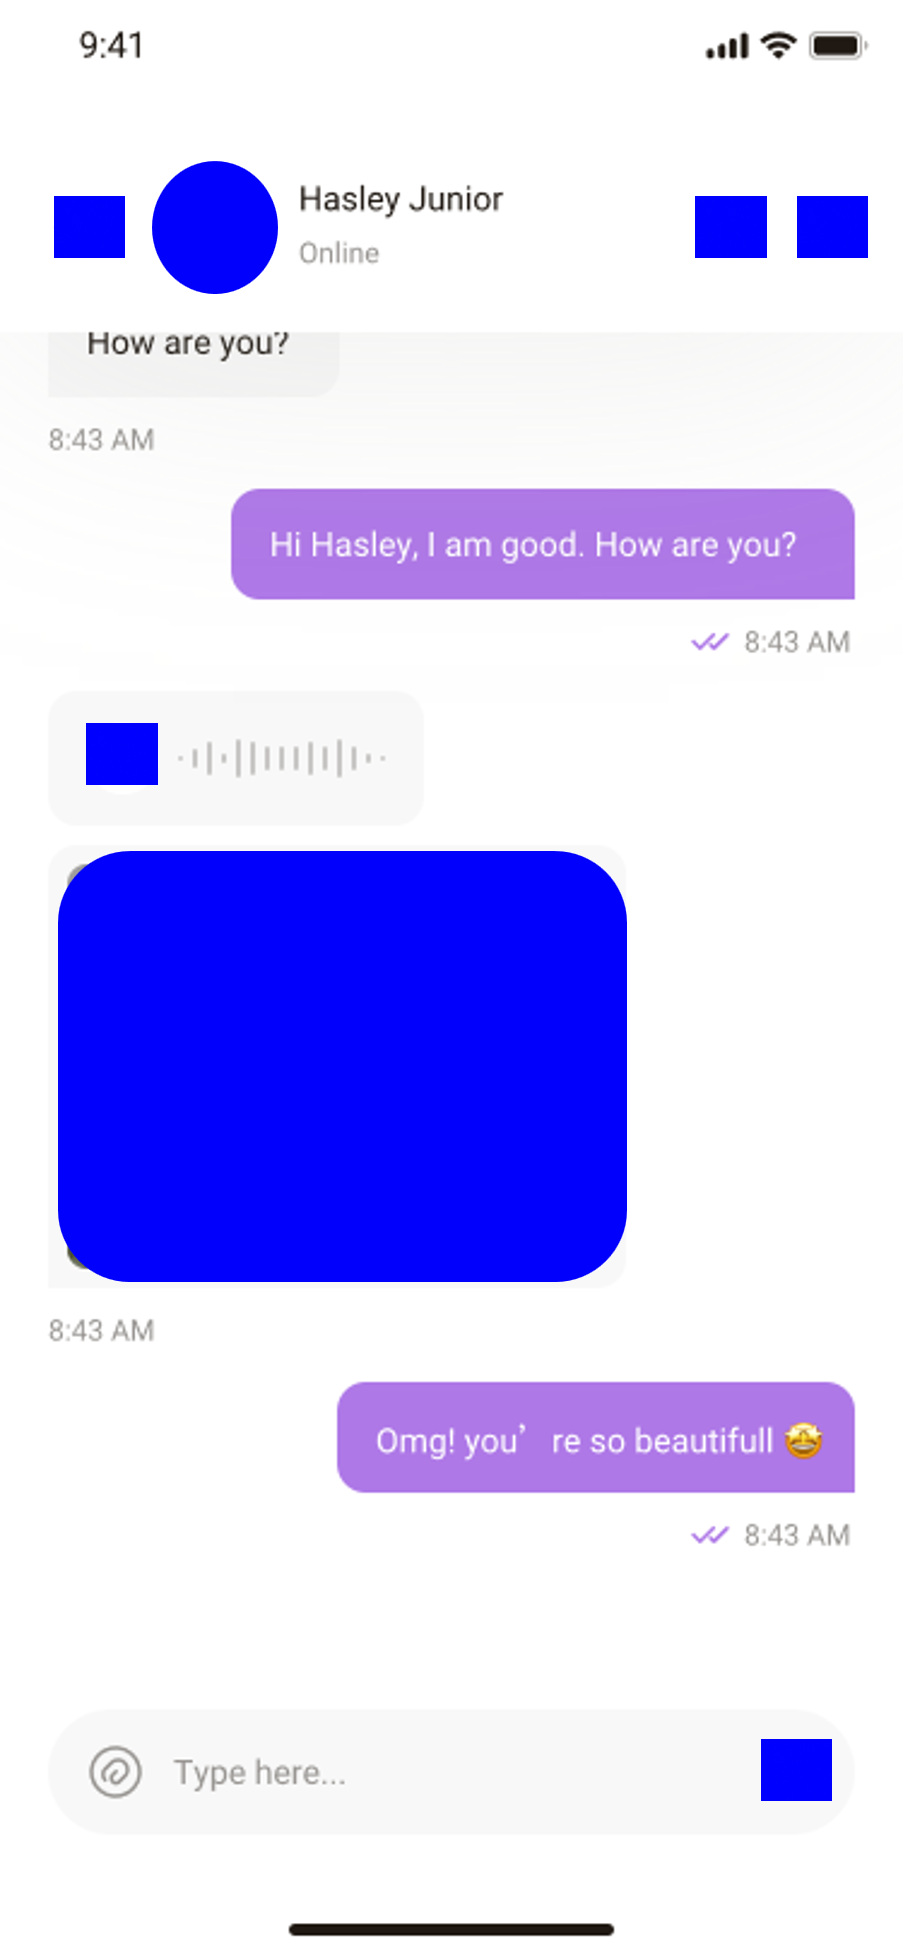 9:41
Hasley Junior
Online
How are you?
8:43 AM
Hi Hasley, I am good. How are you?
8:43 AM
8:43 AM
Omg! you’ re so beautifull 🤩
8:43 AM
Type here...